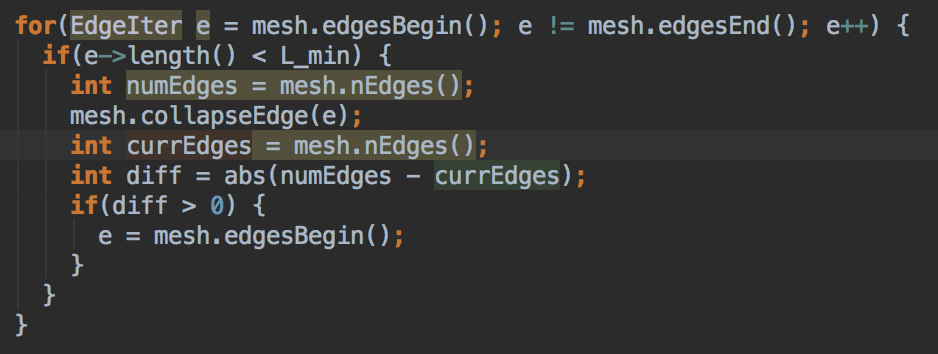 for(EdgeIter e = mesh.edgesBegin(); e != mesh.edgesEnd(); e++) {
if(e->length() < L_min) {
int numEdges = mesh.nEdges();
mesh.collapseEdge(e);
int currEdges = mesh.nEdges();
int diff = abs(numEdges - currEdges);
if(diff > 0) {
e = mesh.edgesBegin();
}
}
}